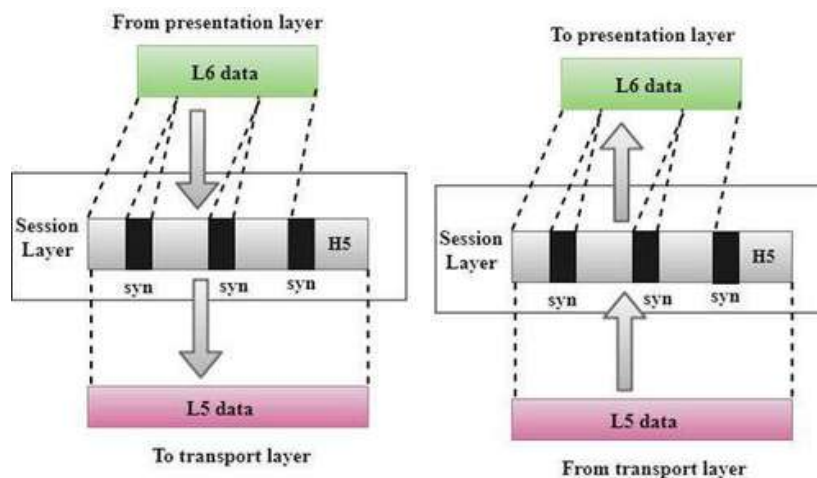 From presentation layer
L6 data
Session
Layer
H5
syn
syn
syn
L5 data
To transport layer
To presentation layer
L6 data
Session
Layer
H5
syn
syn
syn
L5 data
From transport layer